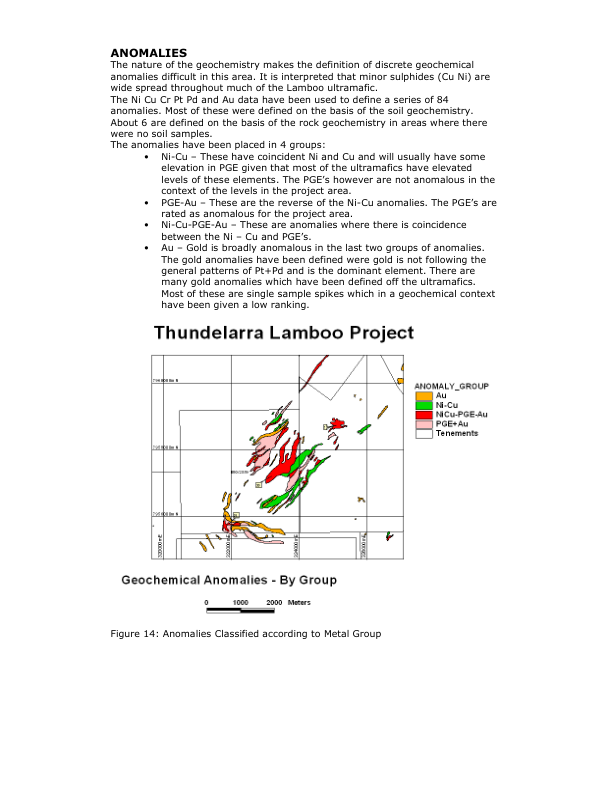 ANOMALIES
The nature of the geochemistry makes the definition of discrete geochemical
anomalies difficult in this area. It is interpreted that minor sulphides (Cu Ni) are
wide spread throughout much of the Lamboo ultramafic.
The Ni Cu Cr Pt Pd and Au data have been used to define a series of 84
anomalies. Most of these were defined on the basis of the soil geochemistry.
About 6 are defined on the basis of the rock geochemistry in areas where there
were no soil samples.
The anomalies have been placed in 4 groups:
• Ni-Cu – These have coincident Ni and Cu and will usually have some
elevation in PGE given that most of the ultramafics have elevated
levels of these elements. The PGE’s however are not anomalous in the
context of the levels in the project area.
• PGE-Au – These are the reverse of the Ni-Cu anomalies. The PGE’s are
rated as anomalous for the project area.
• Ni-Cu-PGE-Au – These are anomalies where there is coincidence
between the Ni – Cu and PGE’s.
• Au – Gold is broadly anomalous in the last two groups of anomalies.
The gold anomalies have been defined were gold is not following the
general patterns of Pt+Pd and is the dominant element. There are
many gold anomalies which have been defined off the ultramafics.
Most of these are single sample spikes which in a geochemical context
have been given a low ranking.
Thundelarra Lamboo Project
ANOMALY_GROUP
Au
Ni-Cu
NiCu-PGE-Au
PGE+Au
Tenements
Geochemical Anomalies - By Group
0 1000 2000 Meters
Figure 14: Anomalies Classified according to Metal Group